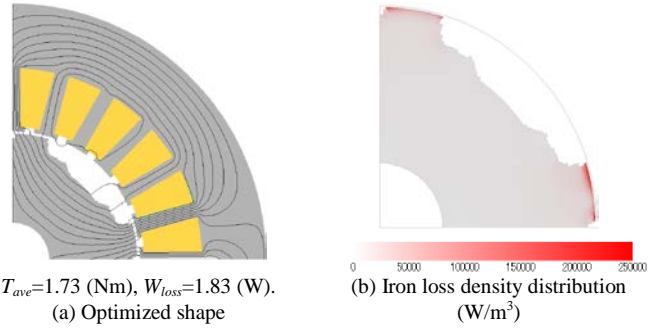 0 50000 100000 150000 200000 250000
T_ave=1.73 (Nm), W_loss=1.83 (W).
(a) Optimized shape
(b) Iron loss density distribution
(W/m³)